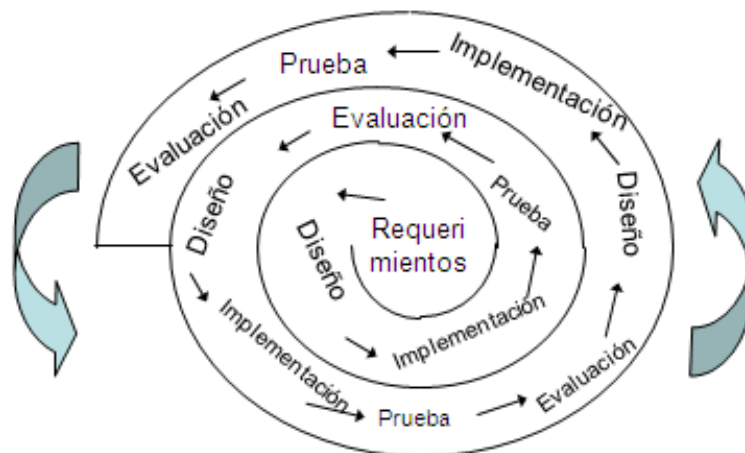 Requeri
mientos
Diseño
Implementación
Prueba
Evaluación
Diseño
Implementación
Prueba
Evaluación
Diseño
Implementación
Prueba
Evaluación